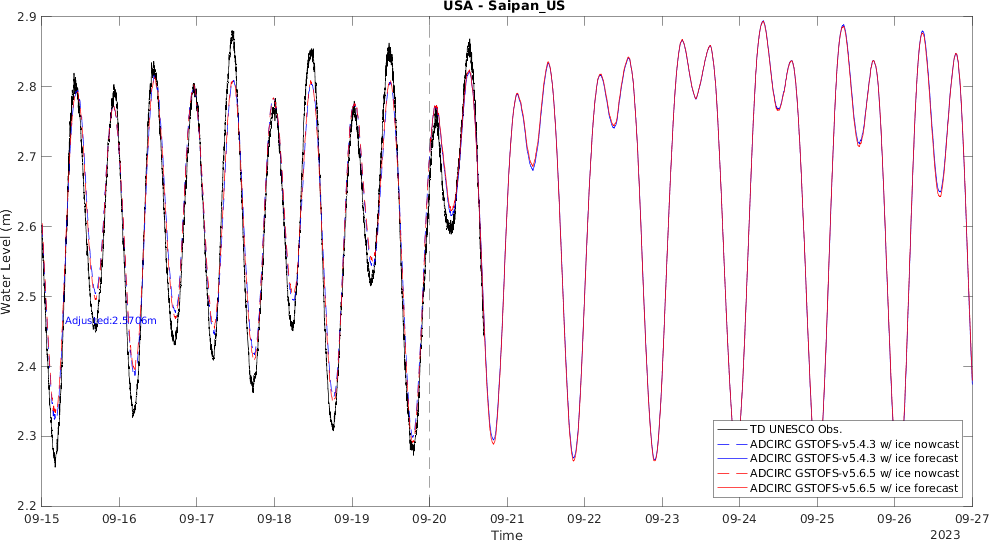 USA - Saipan_US
2.9
2.8
2.7
2.6
2.5
2.4
2.3
2.2
Water Level (m)
Adjusted:2.5706m
TD UNESCO Obs.
ADCIRC GSTOFS-v5.4.3 w/ ice nowcast
ADCIRC GSTOFS-v5.4.3 w/ ice forecast
ADCIRC GSTOFS-v5.6.5 w/ ice nowcast
ADCIRC GSTOFS-v5.6.5 w/ ice forecast
09-15 09-16 09-17 09-18 09-19 09-20 09-21 09-22 09-23 09-24 09-25 09-26 09-27
Time
2023